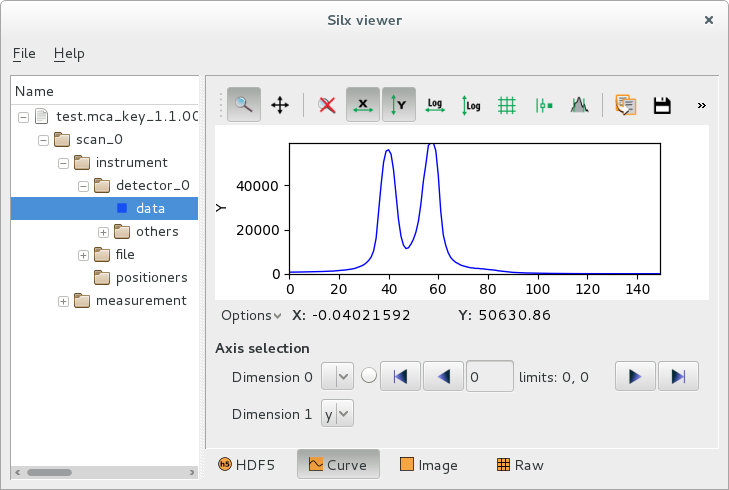 Silx viewer
File Help
Name
test.mca_key_1.1.00
scan_0
instrument
detector_0
data
others
file
positioners
measurement
X Y Log Log »
Y
40000
20000
0
0 20 40 60 80 100 120 140
Options X: -0.04021592 Y: 50630.86
Axis selection
Dimension 0 0 limits: 0, 0
Dimension 1 y
h5 HDF5 Curve Image Raw